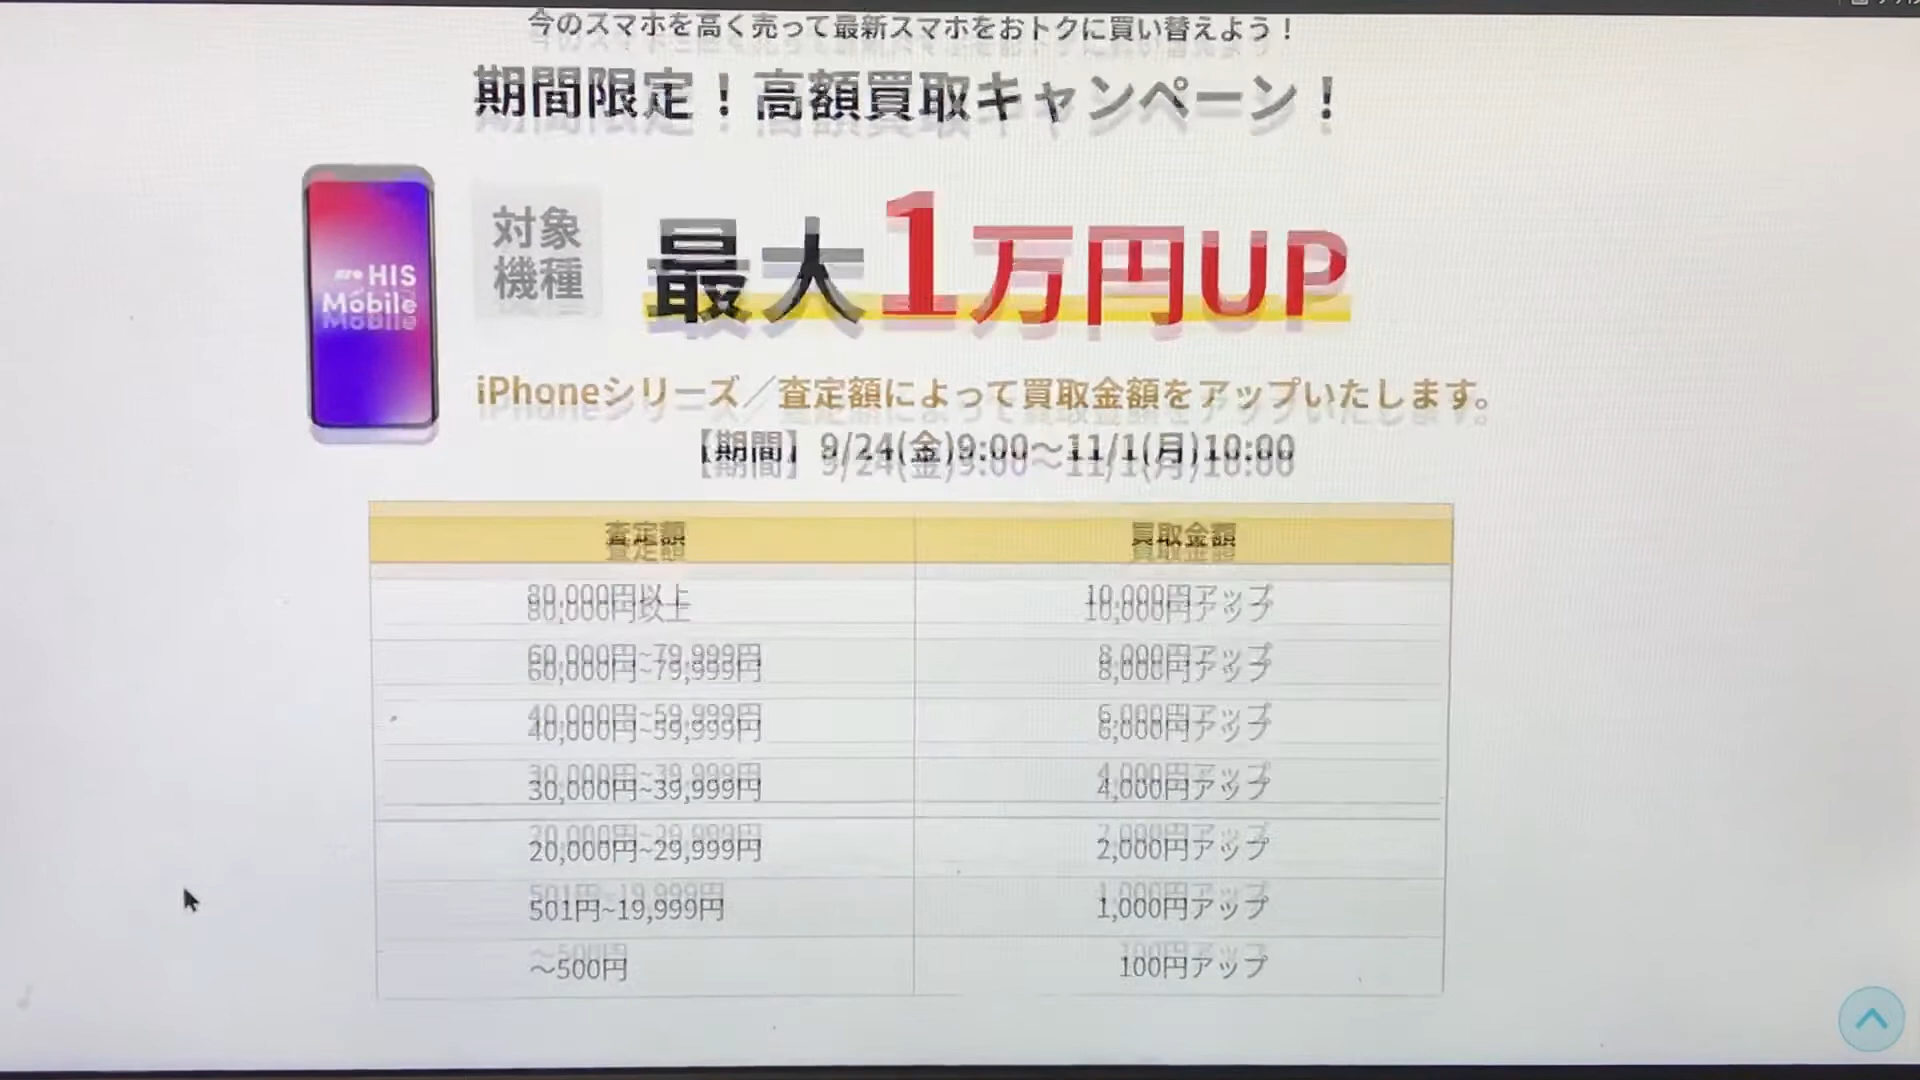 今のスマホを高く売って最新スマホをおトクに買い替えよう！
期間限定！高額買取キャンペーン！
HIS
Mobile
対象
機種
最大1万円UP
iPhoneシリーズ／査定額によって買取金額をアップいたします。
【期間】9/24(金)9:00～11/1(月)10:00
査定額 買取金額
80,000円以上 10,000円アップ
60,000円~79,999円 8,000円アップ
40,000円~59,999円 6,000円アップ
30,000円~39,999円 4,000円アップ
20,000円~29,999円 2,000円アップ
501円~19,999円 1,000円アップ
～500円 100円アップ